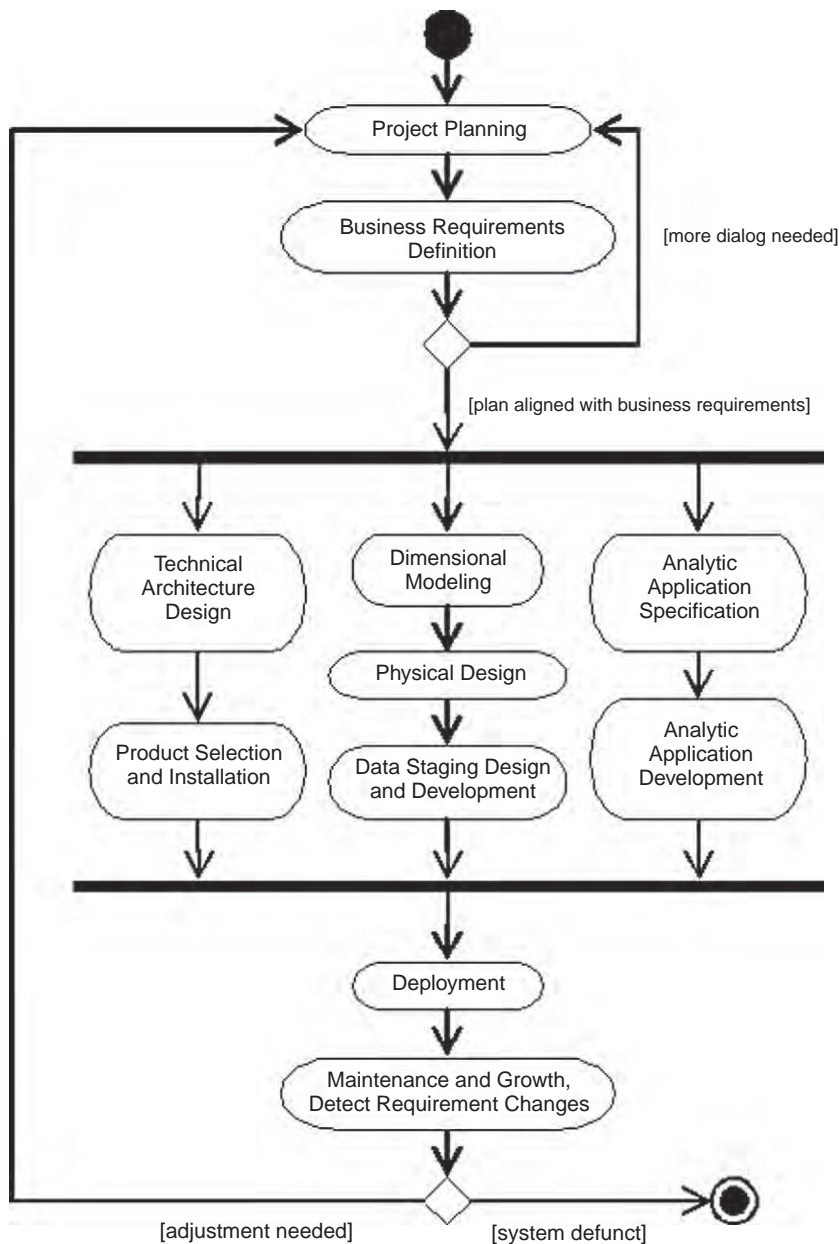 Project Planning
Business Requirements
Definition
[more dialog needed]
[plan aligned with business requirements]
Technical
Architecture
Design
Dimensional
Modeling
Analytic
Application
Specification
Physical Design
Product Selection
and Installation
Data Staging Design
and Development
Analytic
Application
Development
Deployment
Maintenance and Growth,
Detect Requirement Changes
[adjustment needed]
[system defunct]